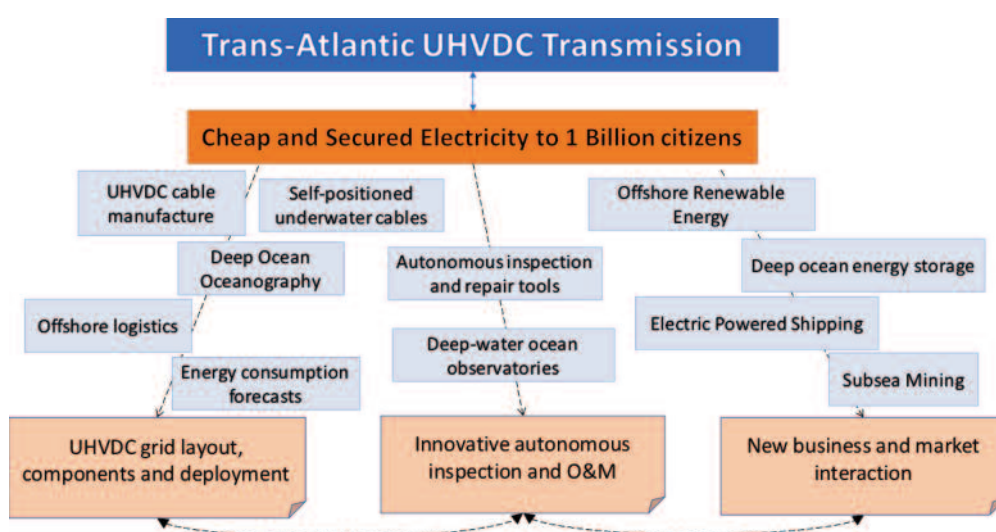 Trans-Atlantic UHVDC Transmission
Cheap and Secured Electricity to 1 Billion citizens
UHVDC cable
manufacture
Self-positioned
underwater cables
Deep Ocean
Oceanography
Offshore logistics
Energy consumption
forecasts
Autonomous inspection
and repair tools
Deep-water ocean
observatories
Offshore Renewable
Energy
Deep ocean energy storage
Electric Powered Shipping
Subsea Mining
UHVDC grid layout,
components and deployment
Innovative autonomous
inspection and O&M
New business and market
interaction